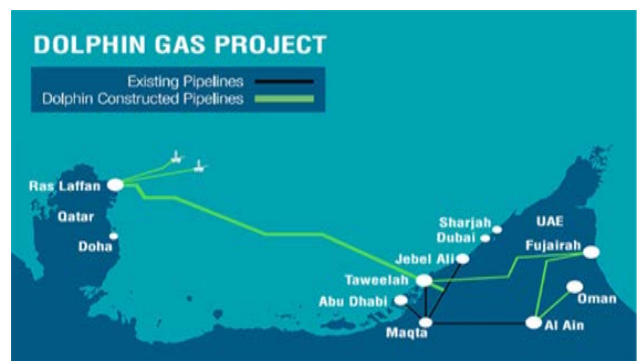 DOLPHIN GAS PROJECT
Existing Pipelines
Dolphin Constructed Pipelines
Ras Laffan
Qatar
Doha
Sharjah
UAE
Dubai
Fujairah
Jebel Ali
Taweelah
Abu Dhabi
Oman
Maqta
Al Ain